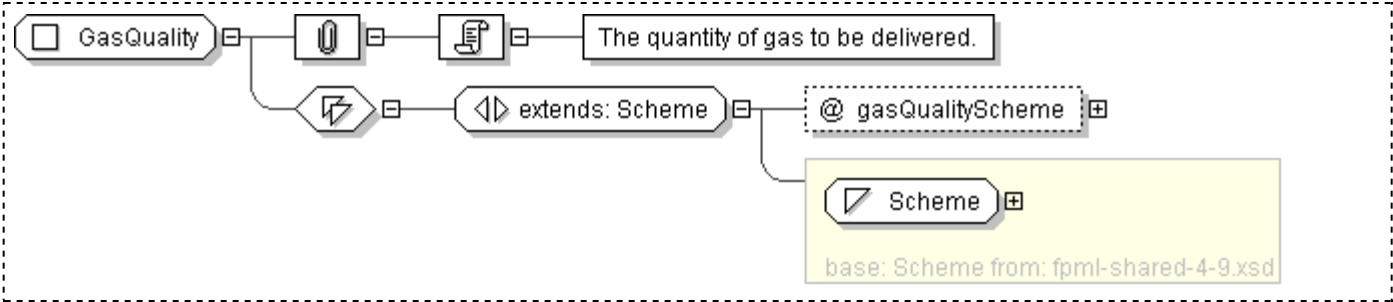 GasQuality The quantity of gas to be delivered.
extends: Scheme @ gasQualityScheme
Scheme
base: Scheme from: fpml-shared-4-9.xsd